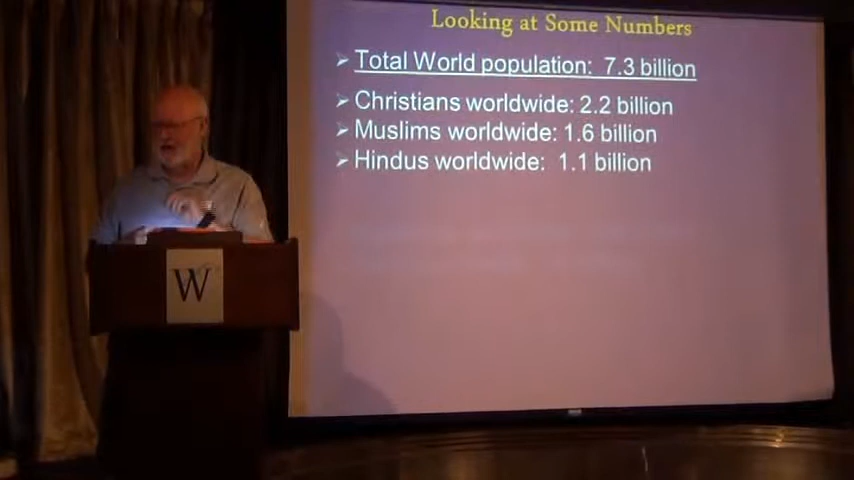 Looking at Some Numbers
➢ Total World population: 7.3 billion
➢ Christians worldwide: 2.2 billion
➢ Muslims worldwide: 1.6 billion
➢ Hindus worldwide: 1.1 billion
W